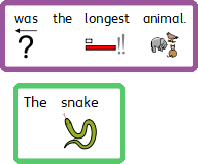 was the longest animal.
The snake